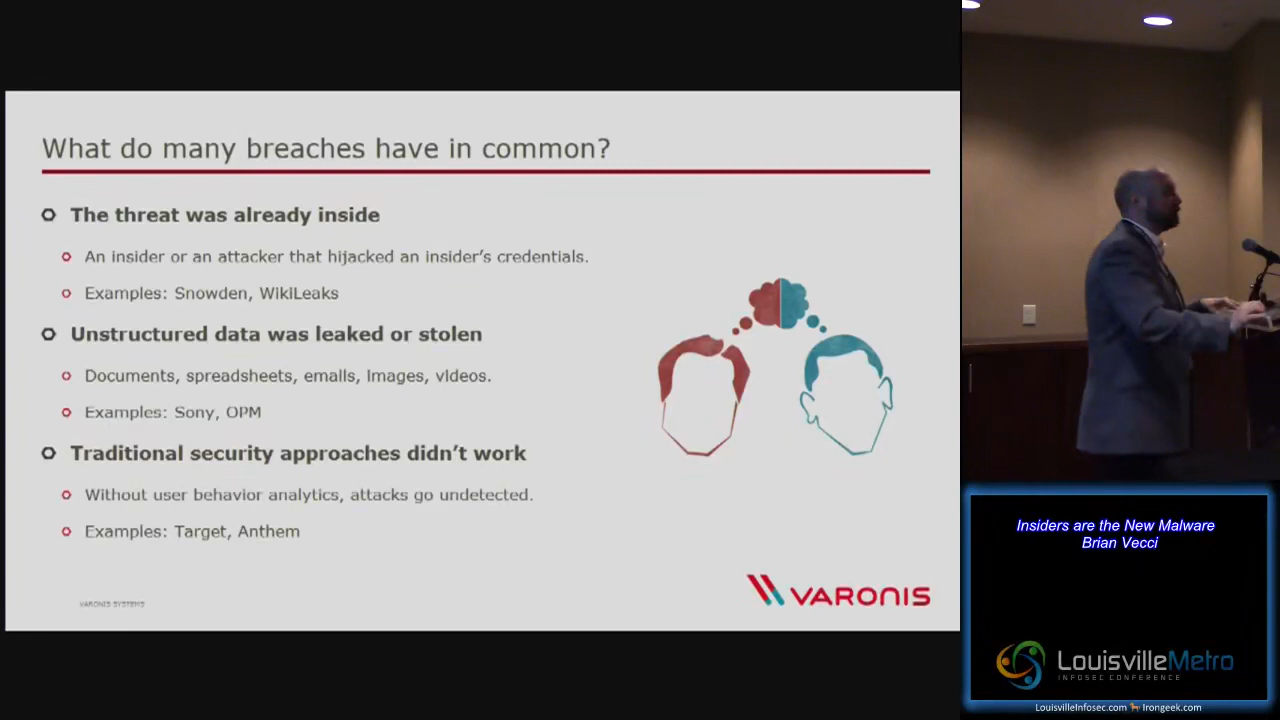 What do many breaches have in common?
The threat was already inside
An insider or an attacker that hijacked an insider's credentials.
Examples: Snowden, WikiLeaks
Unstructured data was leaked or stolen
Documents, spreadsheets, emails, images, videos.
Examples: Sony, OPM
Traditional security approaches didn't work
Without user behavior analytics, attacks go undetected.
Examples: Target, Anthem
VARONIS SYSTEMS
VARONIS
Insiders are the New Malware
Brian Vecci
LouisvilleMetro
INFOSEC CONFERENCE
LouisvilleInfosec.com Irongeek.com